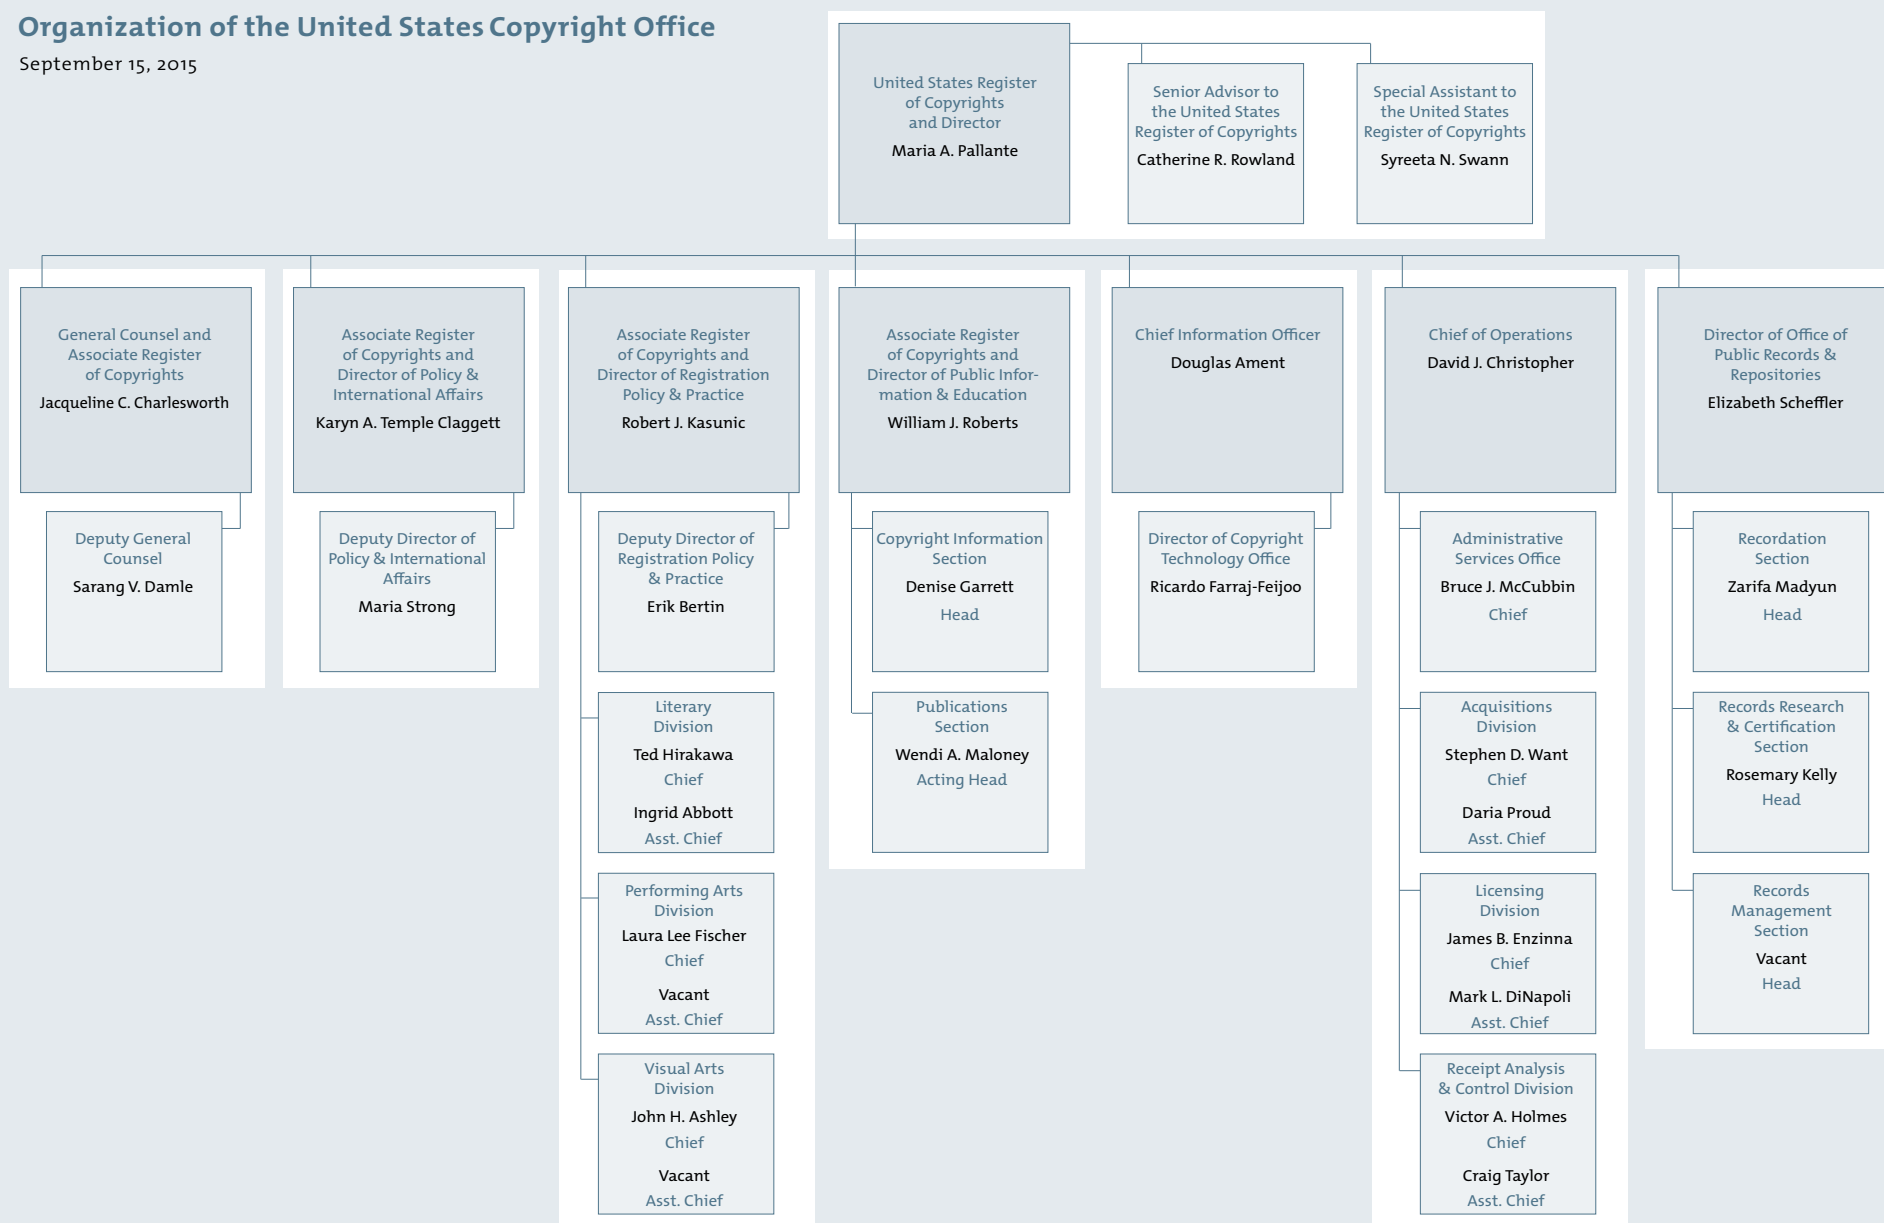 Organization of the United States Copyright Office
September 15, 2015
United States Register
of Copyrights
and Director
Maria A. Pallante
Senior Advisor to
the United States
Register of Copyrights
Catherine R. Rowland
Special Assistant to
the United States
Register of Copyrights
Syreeta N. Swann
General Counsel and
Associate Register
of Copyrights
Jacqueline C. Charlesworth
Deputy General
Counsel
Sarang V. Damle
Associate Register
of Copyrights and
Director of Policy &
International Affairs
Karyn A. Temple Claggett
Deputy Director of
Policy & International
Affairs
Maria Strong
Associate Register
of Copyrights and
Director of Registration
Policy & Practice
Robert J. Kasunic
Deputy Director of
Registration Policy
& Practice
Erik Bertin
Literary
Division
Ted Hirakawa
Chief
Ingrid Abbott
Asst. Chief
Performing Arts
Division
Laura Lee Fischer
Chief
Vacant
Asst. Chief
Visual Arts
Division
John H. Ashley
Chief
Vacant
Asst. Chief
Associate Register
of Copyrights and
Director of Public Infor-
mation & Education
William J. Roberts
Copyright Information
Section
Denise Garrett
Head
Publications
Section
Wendi A. Maloney
Acting Head
Chief Information Officer
Douglas Ament
Director of Copyright
Technology Office
Ricardo Farraj-Feijoo
Chief of Operations
David J. Christopher
Administrative
Services Office
Bruce J. McCubbin
Chief
Acquisitions
Division
Stephen D. Want
Chief
Daria Proud
Asst. Chief
Licensing
Division
James B. Enzinna
Chief
Mark L. DiNapoli
Asst. Chief
Receipt Analysis
& Control Division
Victor A. Holmes
Chief
Craig Taylor
Asst. Chief
Director of Office of
Public Records &
Repositories
Elizabeth Scheffler
Recordation
Section
Zarifa Madyun
Head
Records Research
& Certification
Section
Rosemary Kelly
Head
Records
Management
Section
Vacant
Head